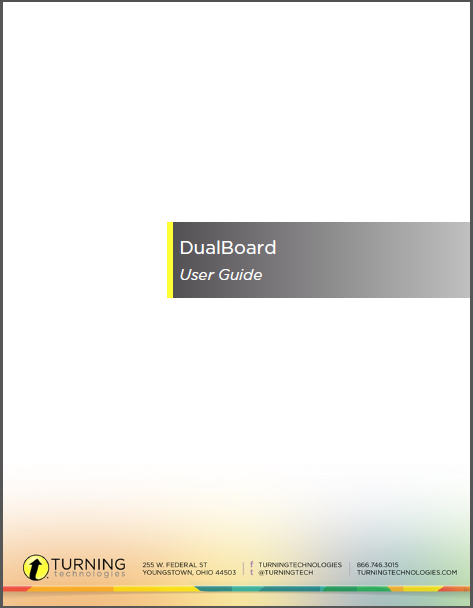 DualBoard
User Guide
TURNING
technologies
255 W. FEDERAL ST
YOUNGSTOWN, OHIO 44503
f TURNINGTECHNOLOGIES
t @TURNINGTECH
866.746.3015
TURNINGTECHNOLOGIES.COM